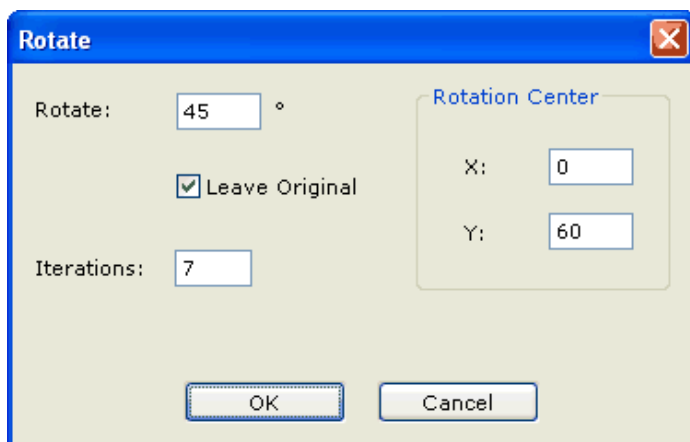 Rotate
Rotate: 45 °
Leave Original
Iterations: 7
Rotation Center
X: 0
Y: 60
OK Cancel